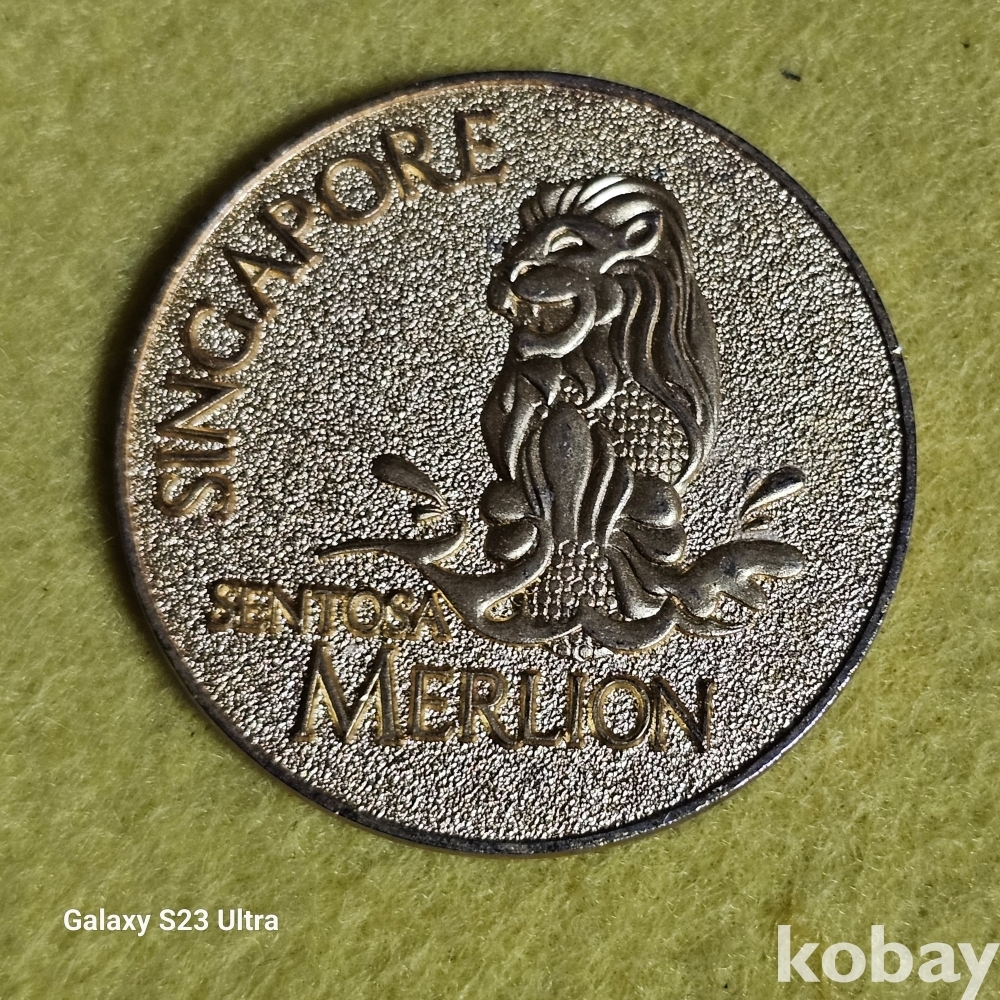 SINGAPORE
SENTOSA
MERLION
Galaxy S23 Ultra
kobay